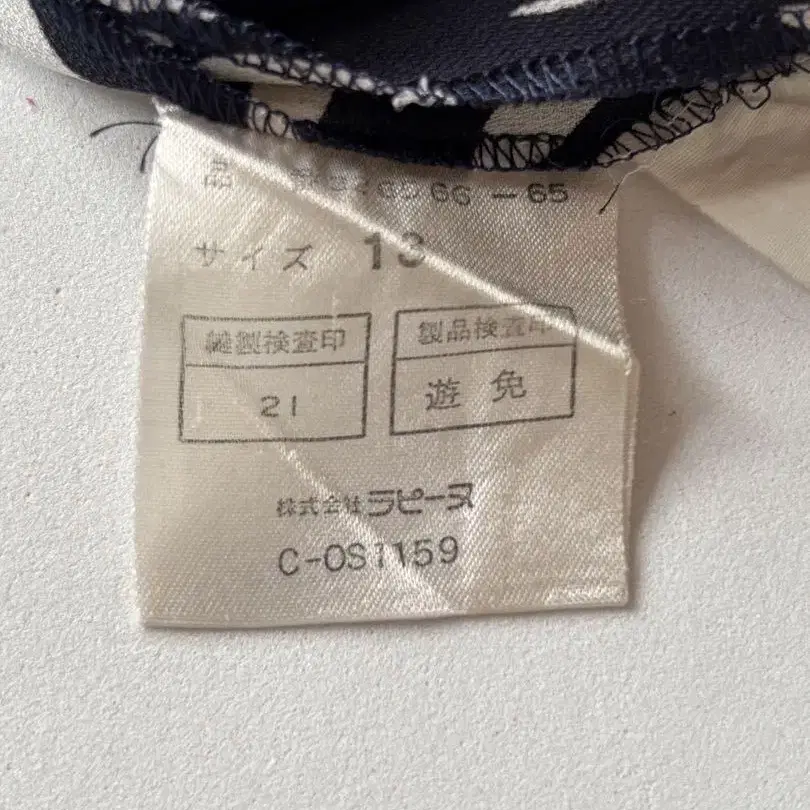 66-65
サイズ 13
縫製検査印 製品検査印
21 遊免
株式会社ラピーヌ
C-OS1159